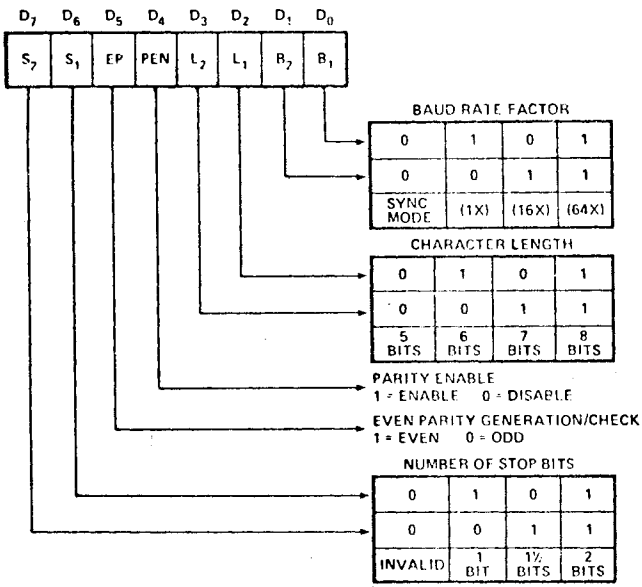 D7 D6 D5 D4 D3 D2 D1 D0
S2 S1 EP PEN L2 L1 B2 B1
BAUD RATE FACTOR
0 1 0 1
0 0 1 1
SYNC MODE (1X) (16X) (64X)
CHARACTER LENGTH
0 1 0 1
0 0 1 1
5 BITS 6 BITS 7 BITS 8 BITS
PARITY ENABLE
1 = ENABLE 0 = DISABLE
EVEN PARITY GENERATION/CHECK
1 = EVEN 0 = ODD
NUMBER OF STOP BITS
0 1 0 1
0 0 1 1
INVALID 1 BIT 1½ BITS 2 BITS